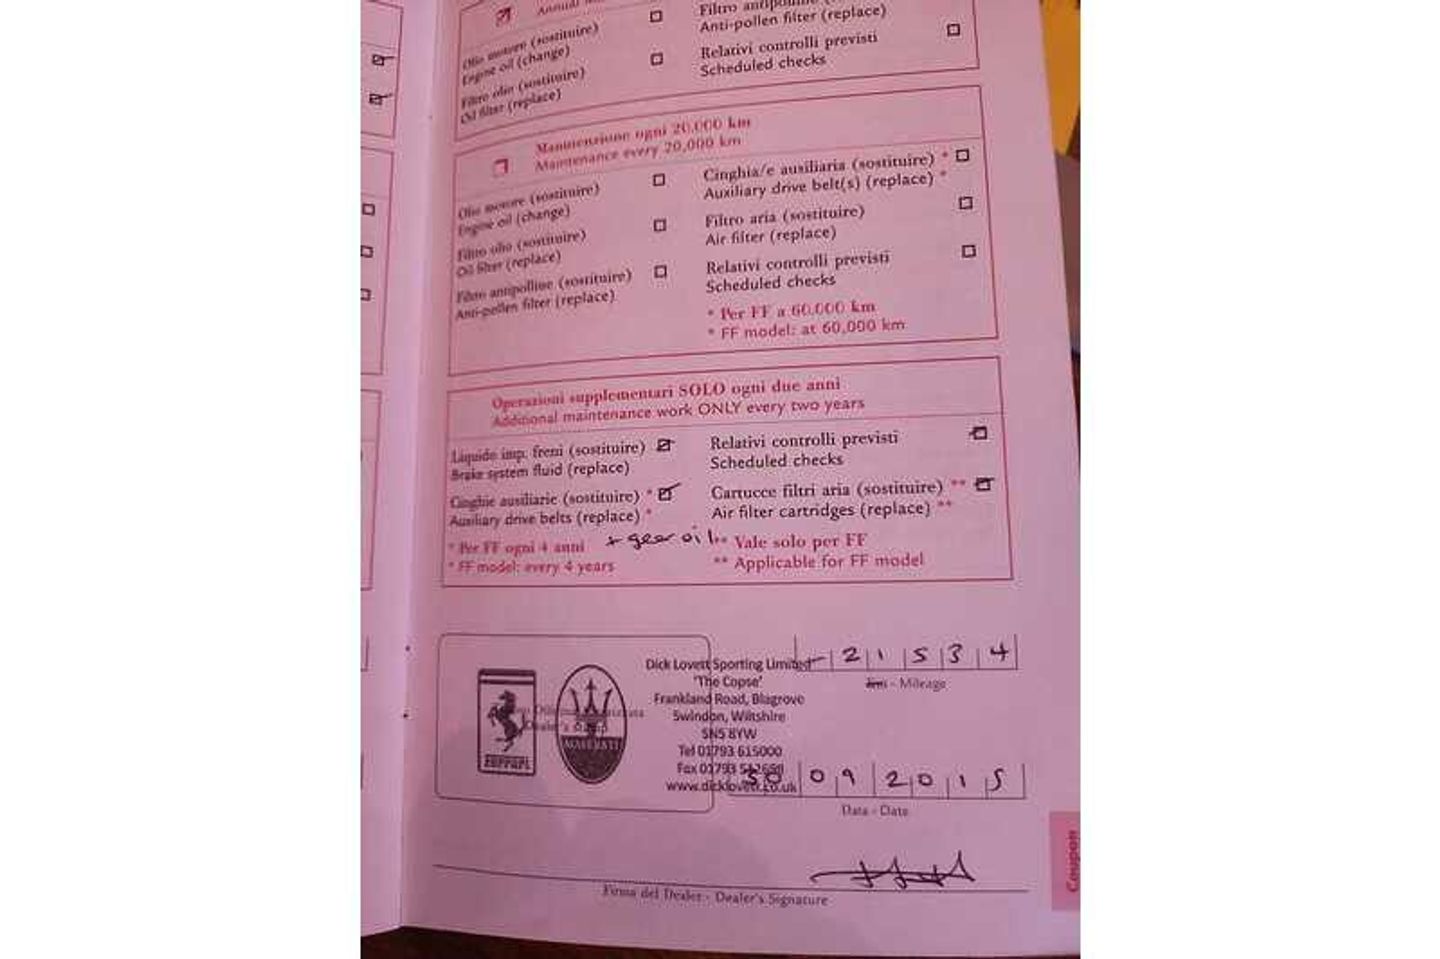 Annual
Olio motore (sostituire)
Engine oil (change)
Filtro olio (sostituire)
Oil filter (replace)
Filtro antipolline (sostituire)
Anti-pollen filter (replace)
Relativi controlli previsti
Scheduled checks
Manutenzione ogni 20.000 km
Maintenance every 20,000 km
Olio motore (sostituire)
Engine oil (change)
Filtro olio (sostituire)
Oil filter (replace)
Filtro antipolline (sostituire)
Anti-pollen filter (replace)
Cinghia/e ausiliaria (sostituire) *
Auxiliary drive belt(s) (replace) *
Filtro aria (sostituire)
Air filter (replace)
Relativi controlli previsti
Scheduled checks
* Per FF a 60.000 km
* FF model: at 60,000 km
Operazioni supplementari SOLO ogni due anni
Additional maintenance work ONLY every two years
Liquido imp. freni (sostituire)
Brake system fluid (replace)
Cinghie ausiliarie (sostituire) *
Auxiliary drive belts (replace) *
* Per FF ogni 4 anni
* FF model: every 4 years
+ gear oil
Relativi controlli previsti
Scheduled checks
Cartucce filtri aria (sostituire) **
Air filter cartridges (replace) **
** Vale solo per FF
** Applicable for FF model
Ferrari
MASERATI
Dealer's Stamp
Dick Lovett Sporting Limited
'The Copse'
Frankland Road, Blagrove
Swindon, Wiltshire
SN5 8YW
Tel 01793 615000
Fax 01793
www.dicklovett.co.uk
21534
Km - Mileage
30 09 2015
Data - Date
Firma del Dealer - Dealer's Signature
Coupon